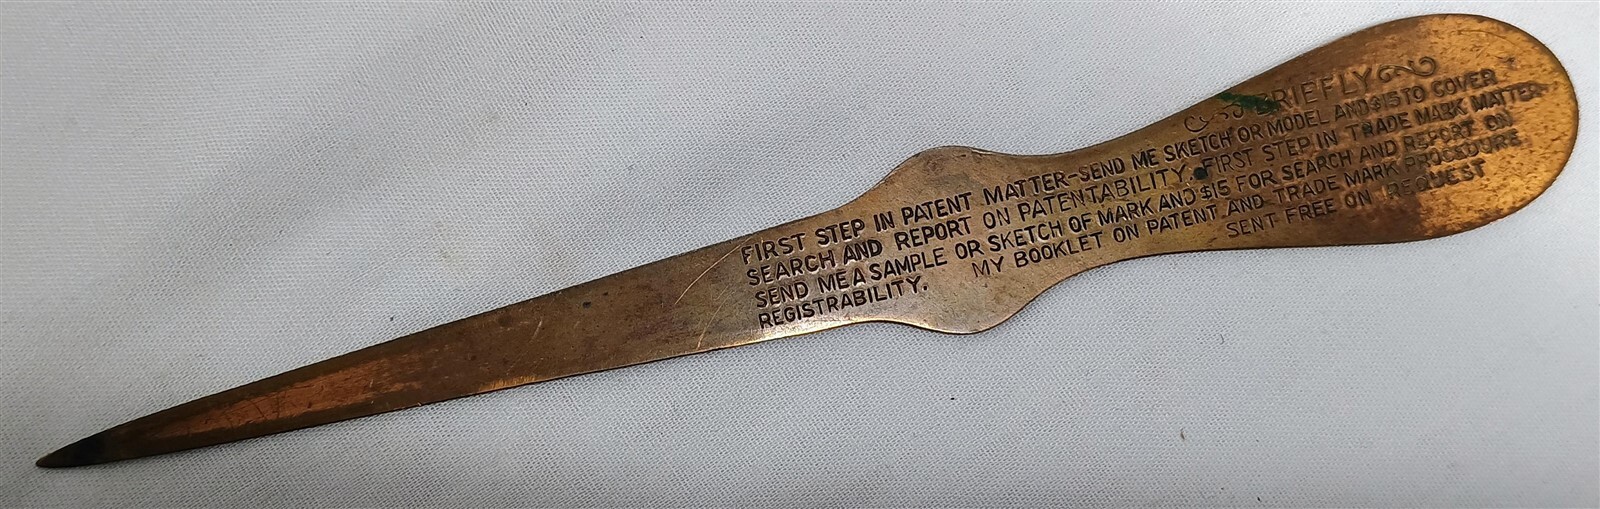 BRIEFLY
FIRST STEP IN PATENT MATTER-SEND ME SKETCH OR MODEL AND $15 TO COVER
SEARCH AND REPORT ON PATENTABILITY. FIRST STEP IN TRADE MARK MATTER-
SEND ME A SAMPLE OR SKETCH OF MARK AND $15 FOR SEARCH AND REPORT ON
REGISTRABILITY. MY BOOKLET ON PATENT AND TRADE MARK PROCEDURE
SENT FREE ON REQUEST